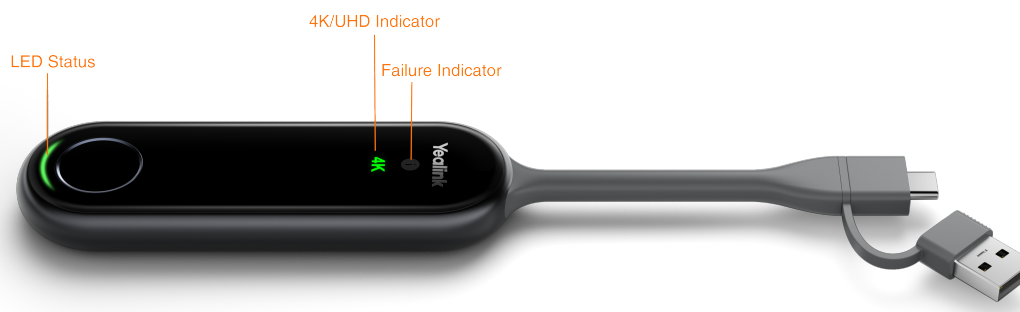 4K/UHD Indicator
LED Status
Failure Indicator
4K
Yealink